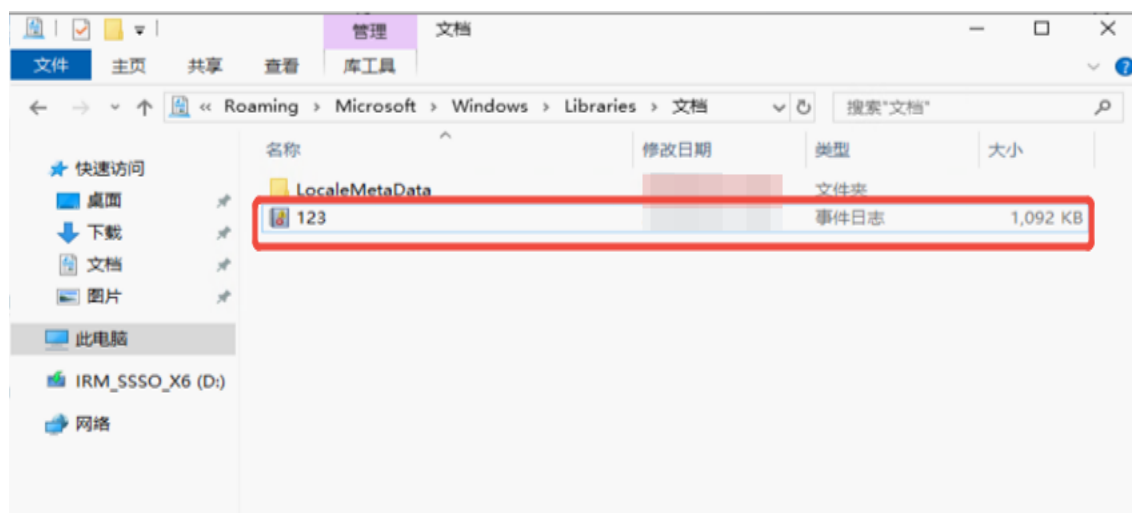 管理 文档
文件 主页 共享 查看 库工具
« Roaming › Microsoft › Windows › Libraries › 文档 搜索"文档"
名称 修改日期 类型 大小
快速访问
桌面
下载
文档
图片
此电脑
IRM_SSSO_X6 (D:)
网络
LocaleMetaData 文件夹
123 事件日志 1,092 KB